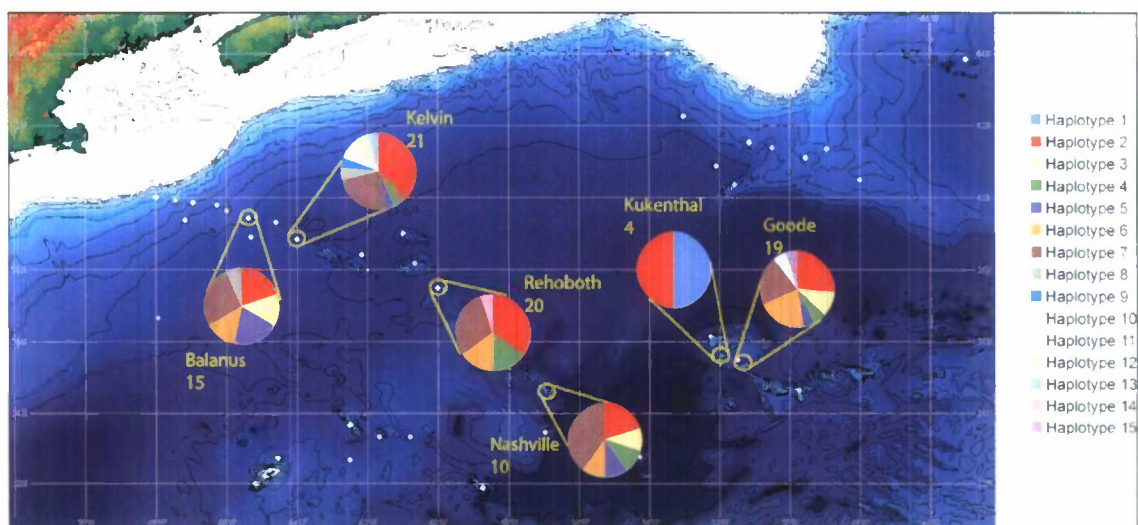 Kelvin
21
Kukenthal
4
Goode
19
Rehoboth
20
Balanus
15
Nashville
10
Haplotype 1
Haplotype 2
Haplotype 3
Haplotype 4
Haplotype 5
Haplotype 6
Haplotype 7
Haplotype 8
Haplotype 9
Haplotype 10
Haplotype 11
Haplotype 12
Haplotype 13
Haplotype 14
Haplotype 15